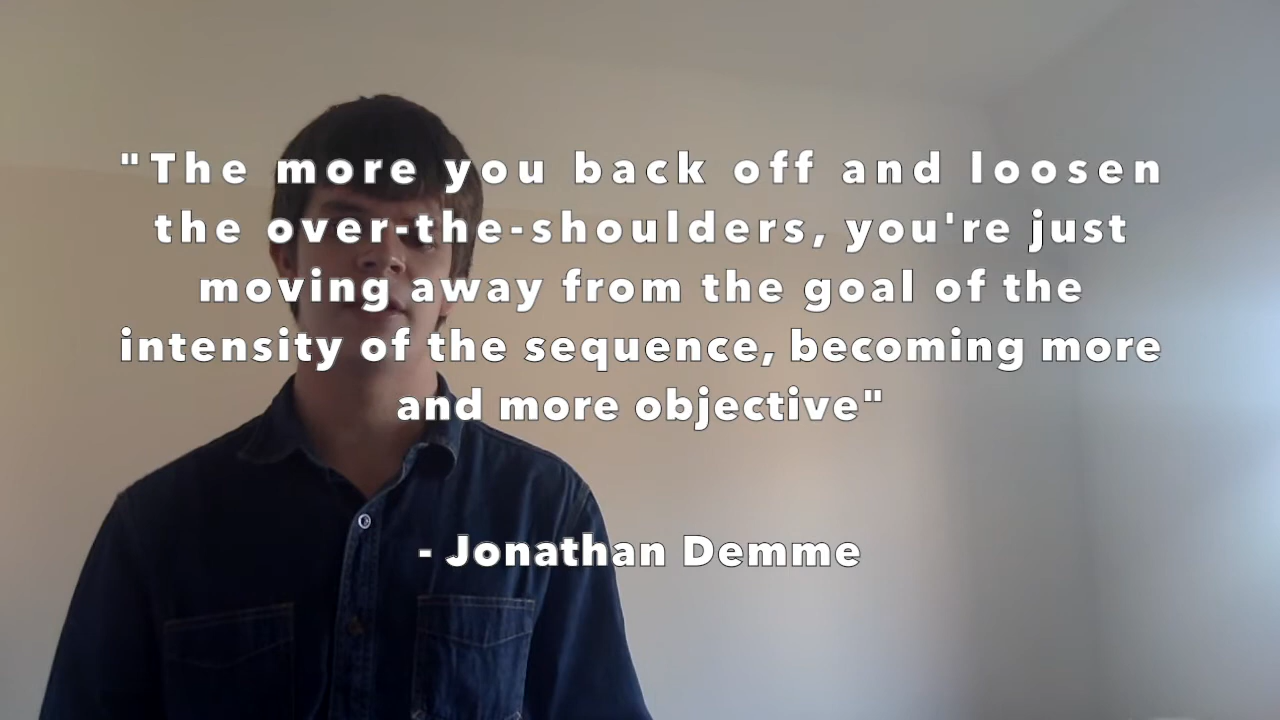 "The more you back off and loosen
the over-the-shoulders, you're just
moving away from the goal of the
intensity of the sequence, becoming more
and more objective"
- Jonathan Demme